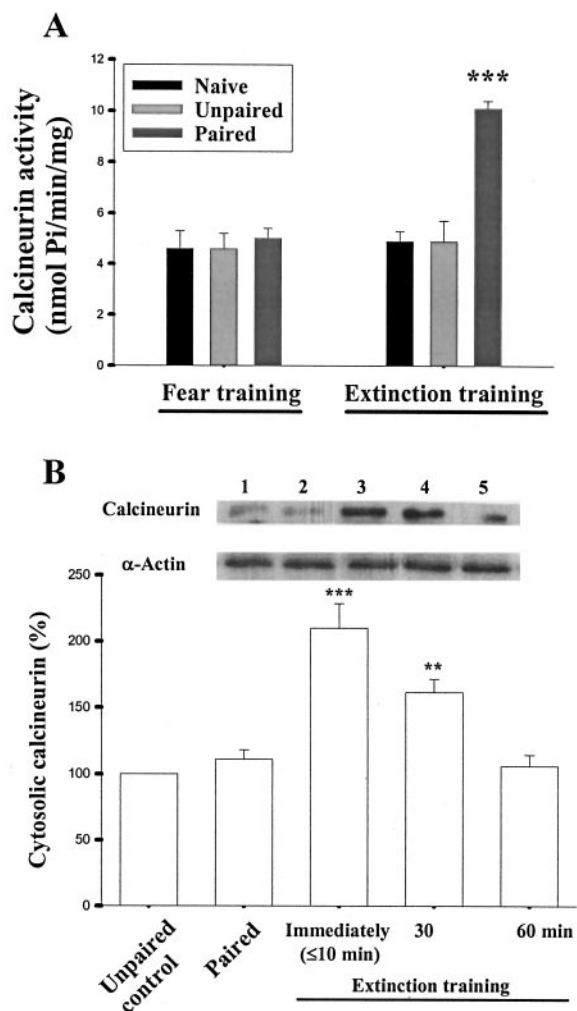 A
Calcineurin activity
(nmol Pi/min/mg)
12
10
8
6
4
2
0
Naive
Unpaired
Paired
***
Fear training
Extinction training
B
1 2 3 4 5
Calcineurin
α-Actin
Cytosolic calcineurin (%)
250
200
150
100
50
0
***
**
Unpaired
control
Paired
Immediately
(≤10 min)
30
60 min
Extinction training